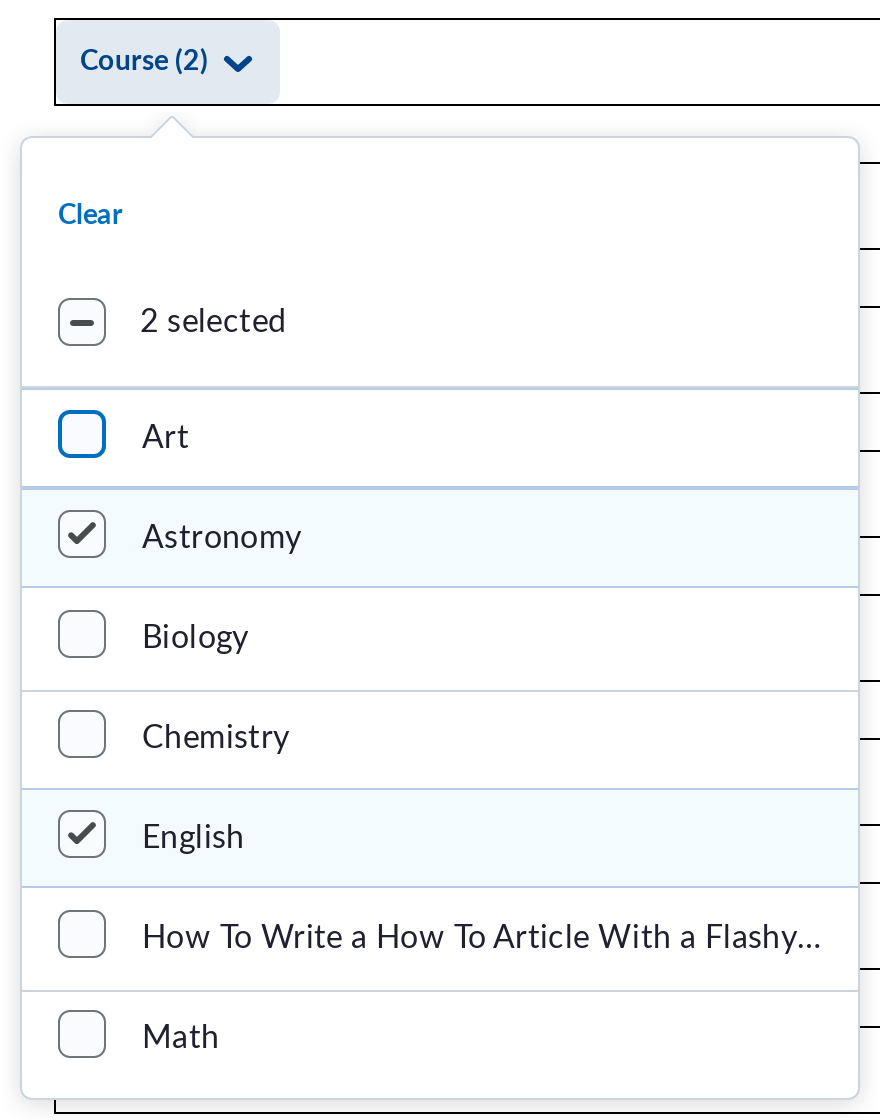 Course (2)
Clear
2 selected
Art
Astronomy
Biology
Chemistry
English
How To Write a How To Article With a Flashy...
Math